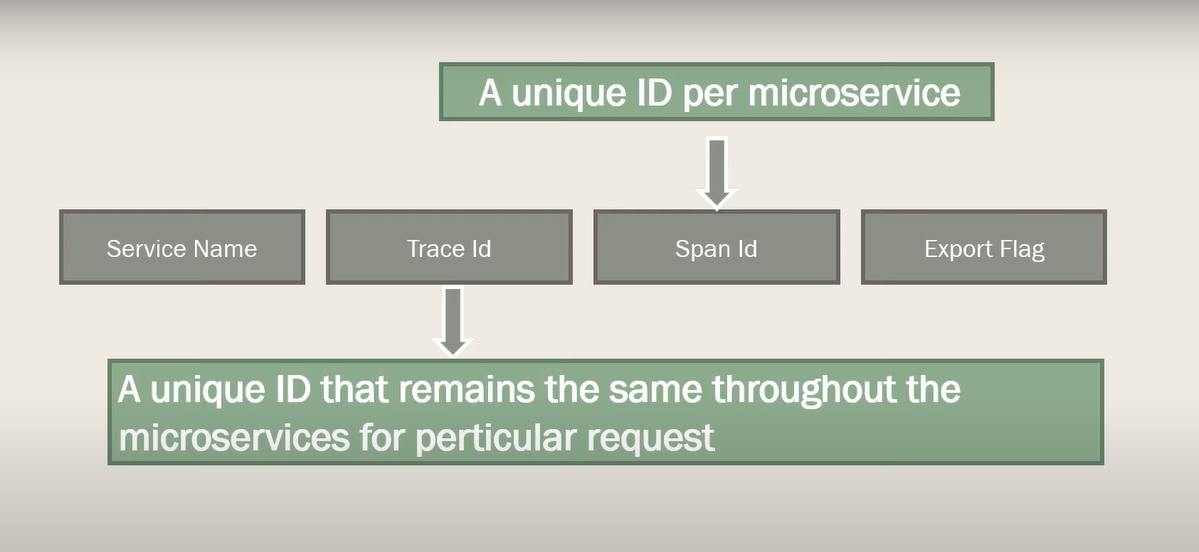 A unique ID per microservice
Service Name
Trace Id
Span Id
Export Flag
A unique ID that remains the same throughout the
microservices for perticular request